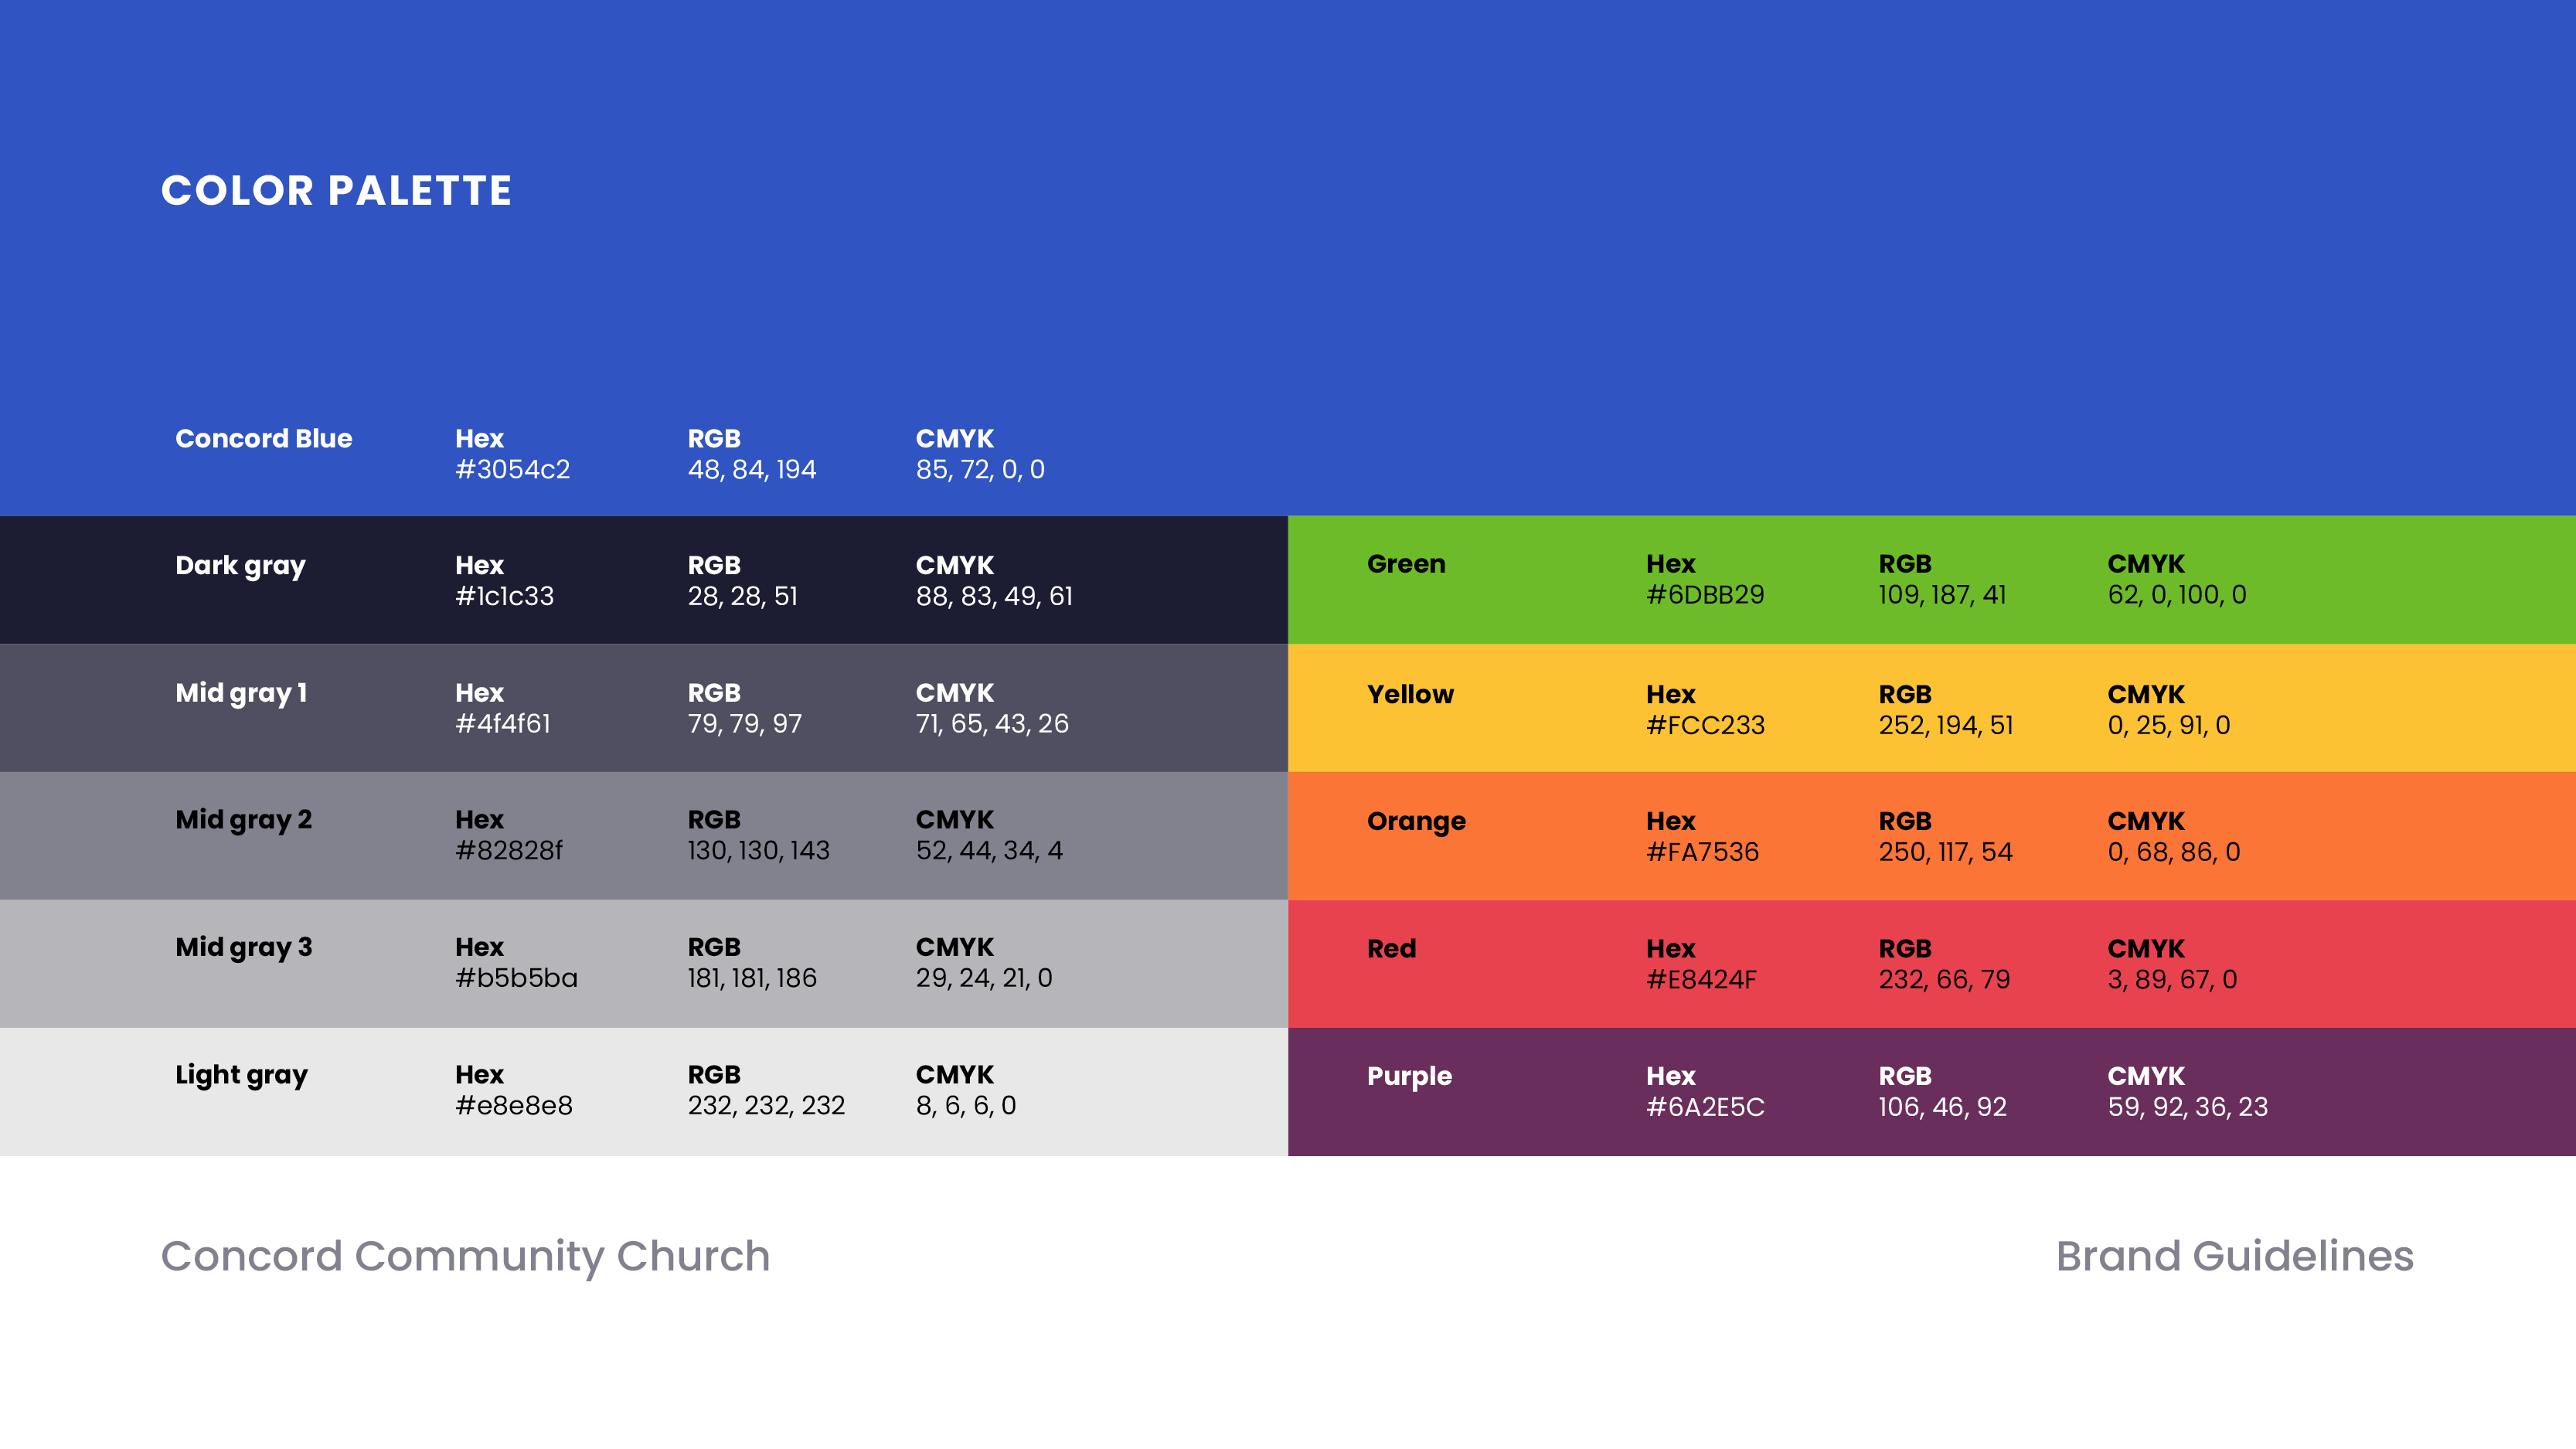 COLOR PALETTE
Concord Blue Hex RGB CMYK
#3054c2 48, 84, 194 85, 72, 0, 0
Dark gray Hex RGB CMYK
#1c1c33 28, 28, 51 88, 83, 49, 61
Mid gray 1 Hex RGB CMYK
#4f4f61 79, 79, 97 71, 65, 43, 26
Mid gray 2 Hex RGB CMYK
#82828f 130, 130, 143 52, 44, 34, 4
Mid gray 3 Hex RGB CMYK
#b5b5ba 181, 181, 186 29, 24, 21, 0
Light gray Hex RGB CMYK
#e8e8e8 232, 232, 232 8, 6, 6, 0
Green Hex RGB CMYK
#6DBB29 109, 187, 41 62, 0, 100, 0
Yellow Hex RGB CMYK
#FCC233 252, 194, 51 0, 25, 91, 0
Orange Hex RGB CMYK
#FA7536 250, 117, 54 0, 68, 86, 0
Red Hex RGB CMYK
#E8424F 232, 66, 79 3, 89, 67, 0
Purple Hex RGB CMYK
#6A2E5C 106, 46, 92 59, 92, 36, 23
Concord Community Church
Brand Guidelines